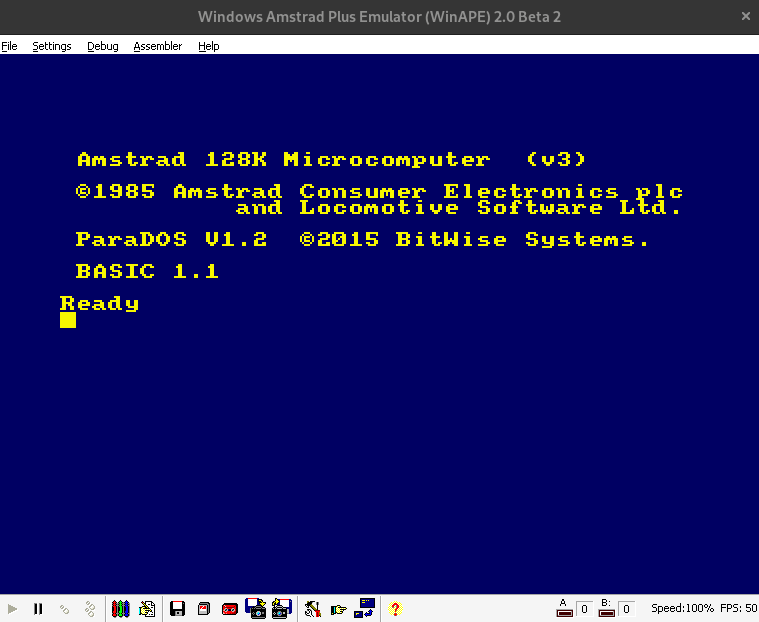 Windows Amstrad Plus Emulator (WinAPE) 2.0 Beta 2
File Settings Debug Assembler Help
Amstrad 128K Microcomputer (v3)
©1985 Amstrad Consumer Electronics plc
and Locomotive Software Ltd.
ParaDOS V1.2 ©2015 BitWise Systems.
BASIC 1.1
Ready
A 0 B: 0 Speed:100% FPS: 50